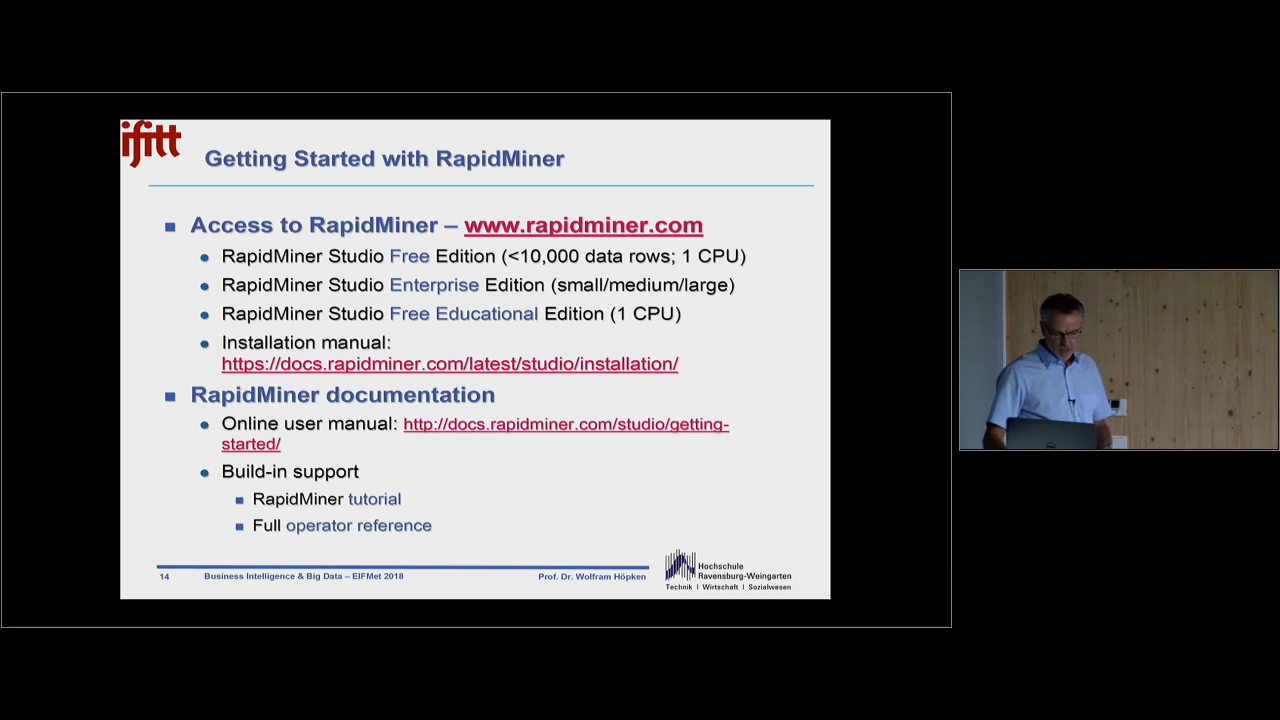 ifitt
Getting Started with RapidMiner
Access to RapidMiner – www.rapidminer.com
RapidMiner Studio Free Edition (<10,000 data rows; 1 CPU)
RapidMiner Studio Enterprise Edition (small/medium/large)
RapidMiner Studio Free Educational Edition (1 CPU)
Installation manual:
https://docs.rapidminer.com/latest/studio/installation/
RapidMiner documentation
Online user manual: http://docs.rapidminer.com/studio/getting-
started/
Build-in support
RapidMiner tutorial
Full operator reference
14 Business Intelligence & Big Data – EIFMet 2018 Prof. Dr. Wolfram Höpken
Hochschule
Ravensburg-Weingarten
Technik | Wirtschaft | Sozialwesen